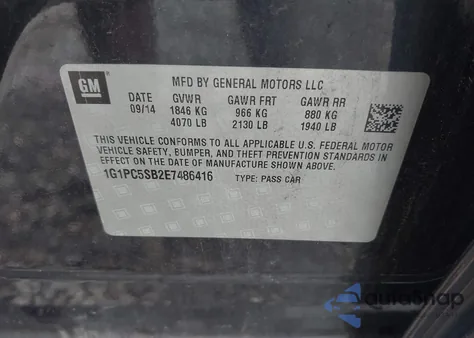 GM
MFD BY GENERAL MOTORS LLC
DATE GVWR GAWR FRT GAWR RR
09/14 1846 KG 966 KG 880 KG
4070 LB 2130 LB 1940 LB
THIS VEHICLE CONFORMS TO ALL APPLICABLE U.S. FEDERAL MOTOR
VEHICLE SAFETY, BUMPER, AND THEFT PREVENTION STANDARDS IN
EFFECT ON THE DATE OF MANUFACTURE SHOWN ABOVE.
1G1PC5SB2E7486416 TYPE: PASS CAR
AutoSnap